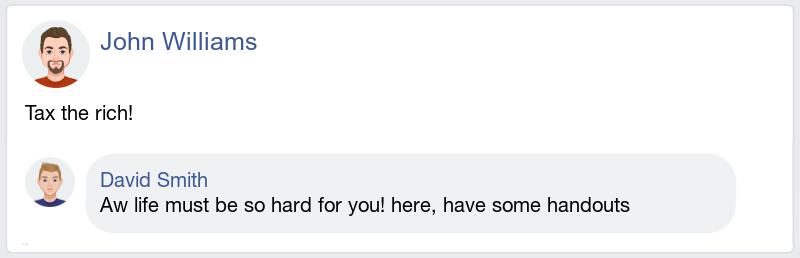 John Williams
Tax the rich!
David Smith
Aw life must be so hard for you! here, have some handouts